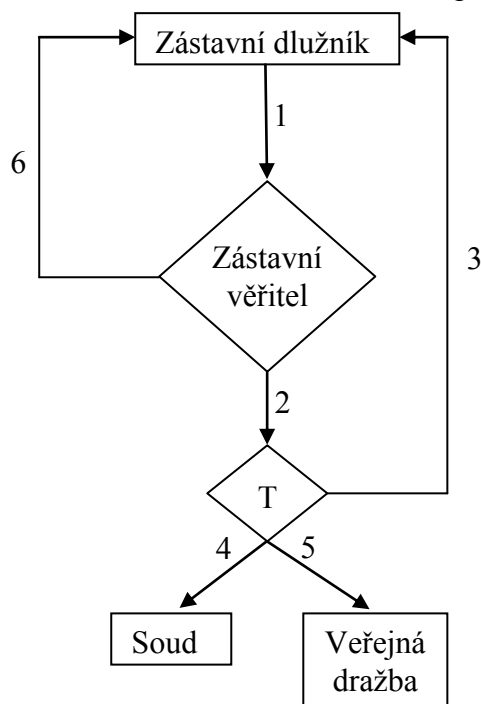 Zástavní dlužník
1
6
Zástavní
věřitel
3
2
T
4
5
Soud
Veřejná
dražba